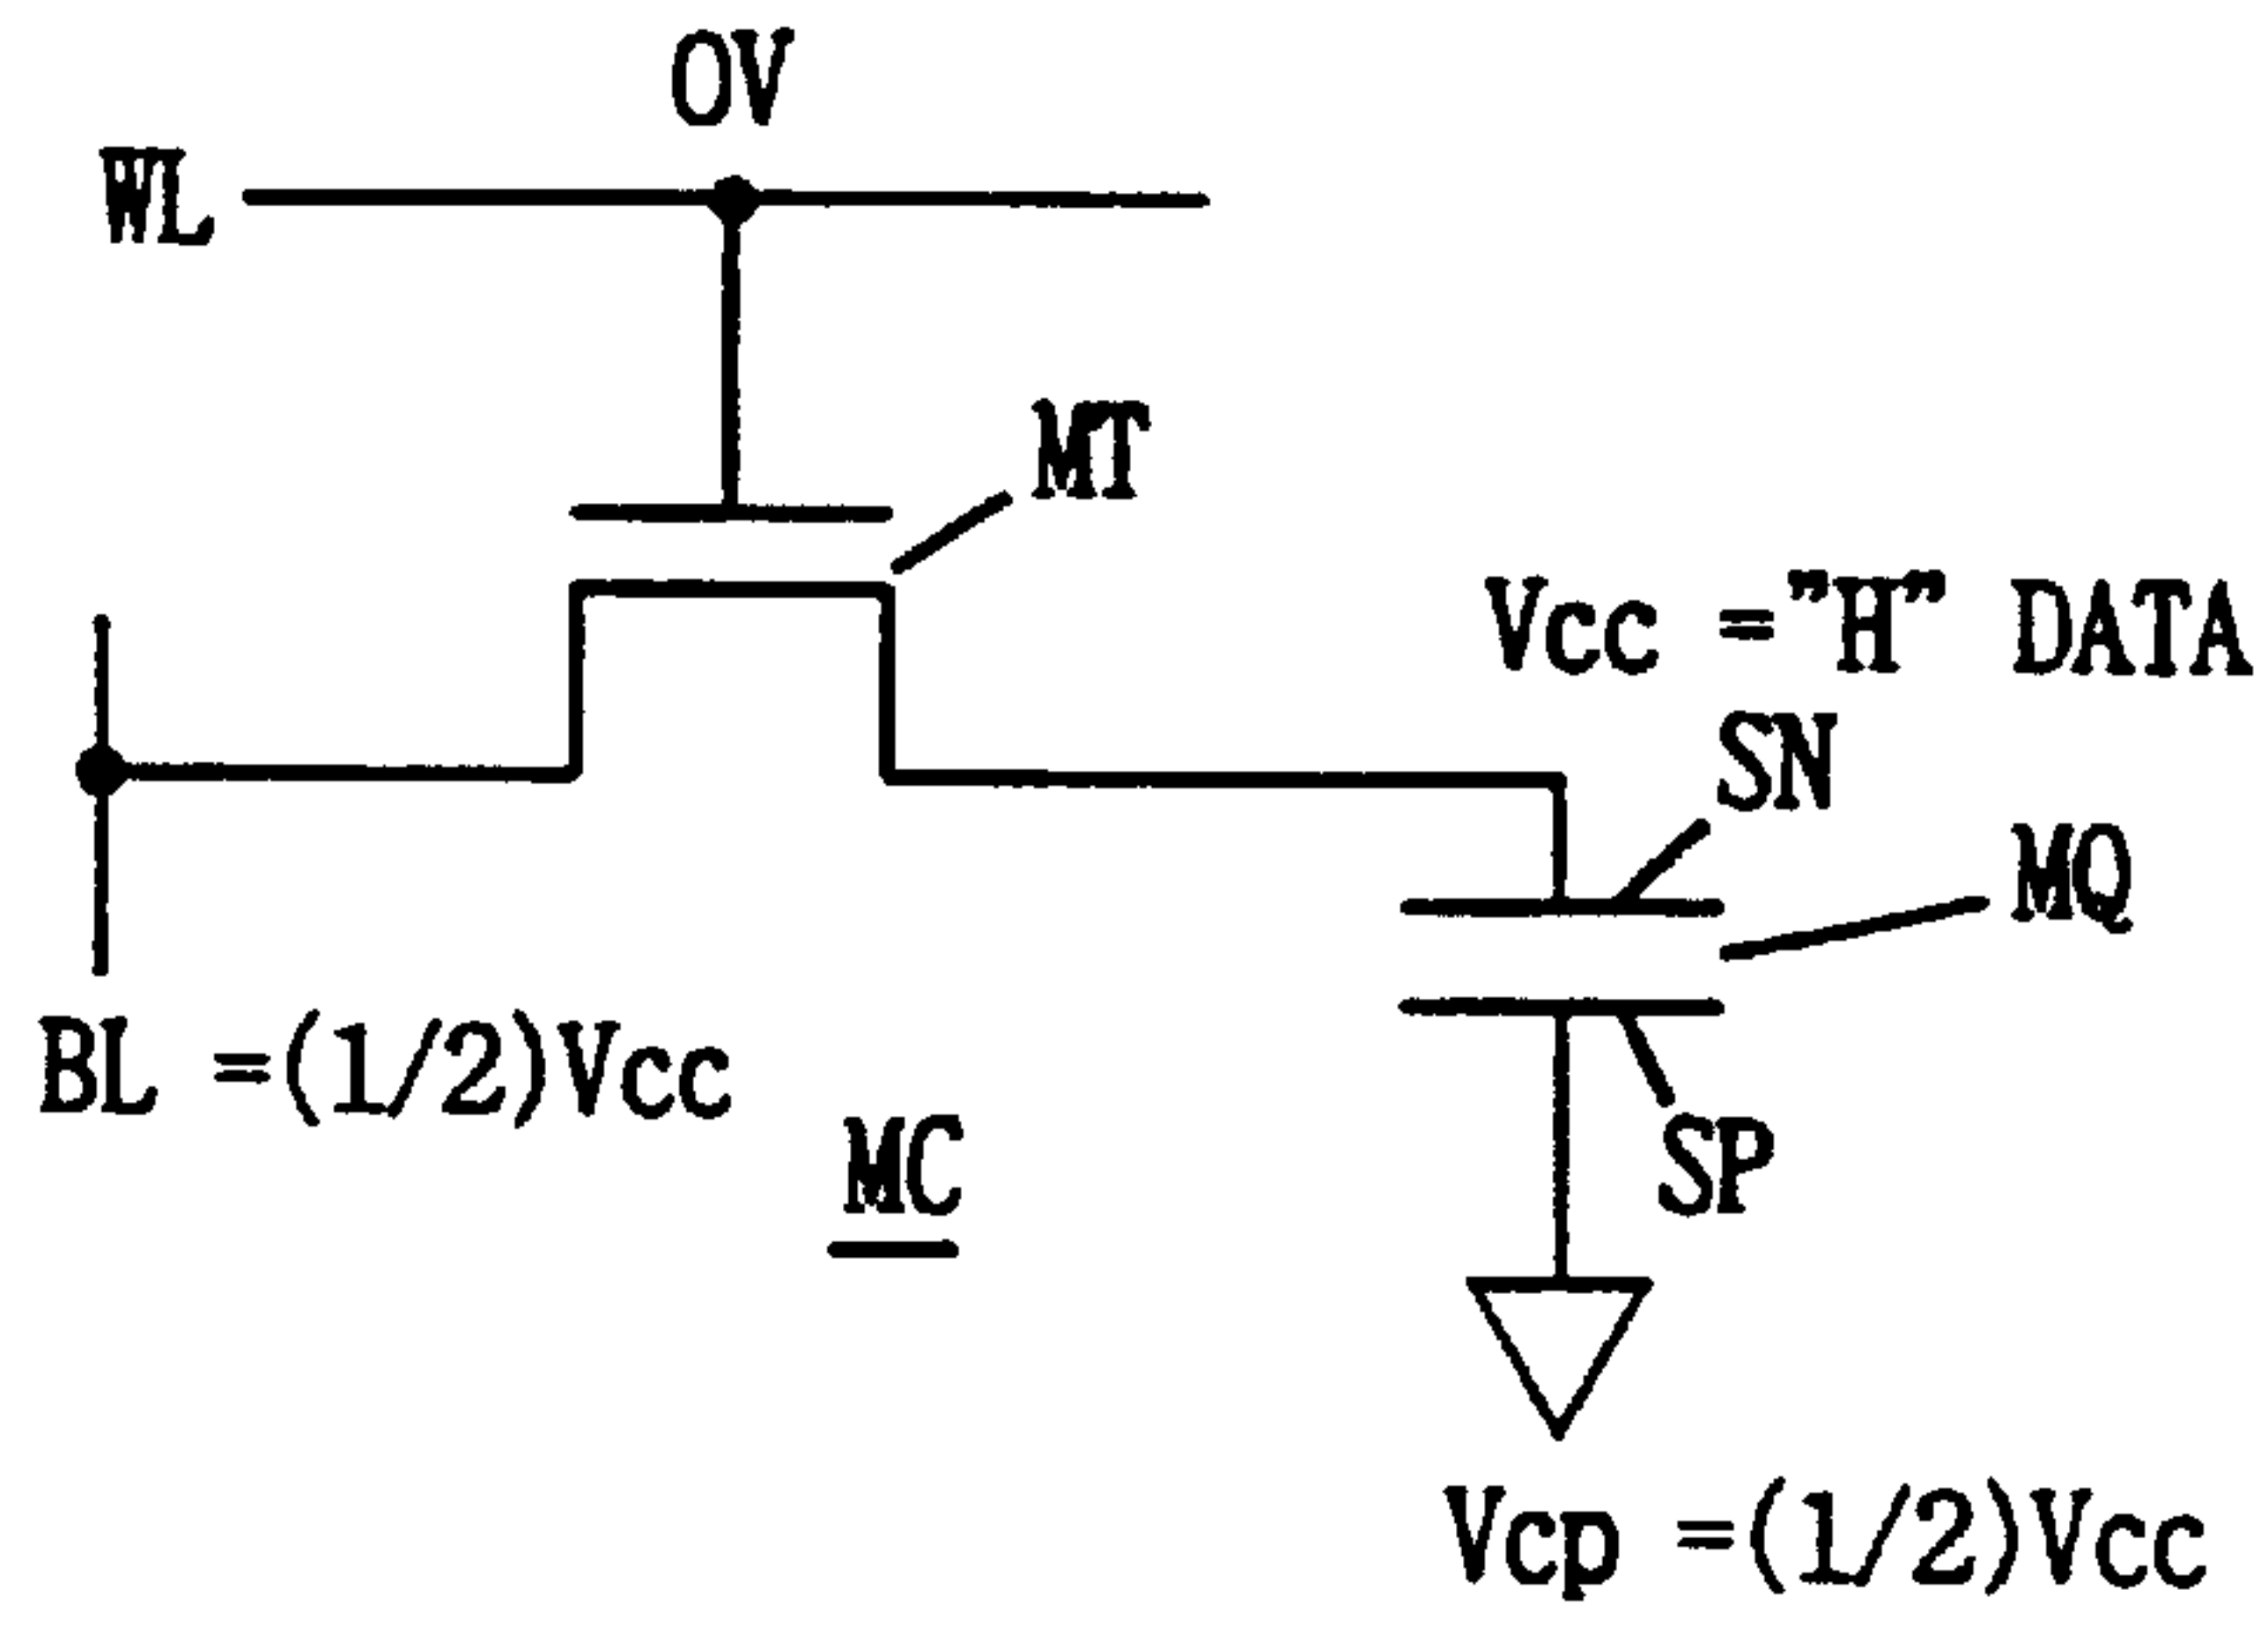 0V
WL
MT
Vcc ="H" DATA
SN
MQ
BL =(1/2)Vcc
MC
SP
Vcp =(1/2)Vcc